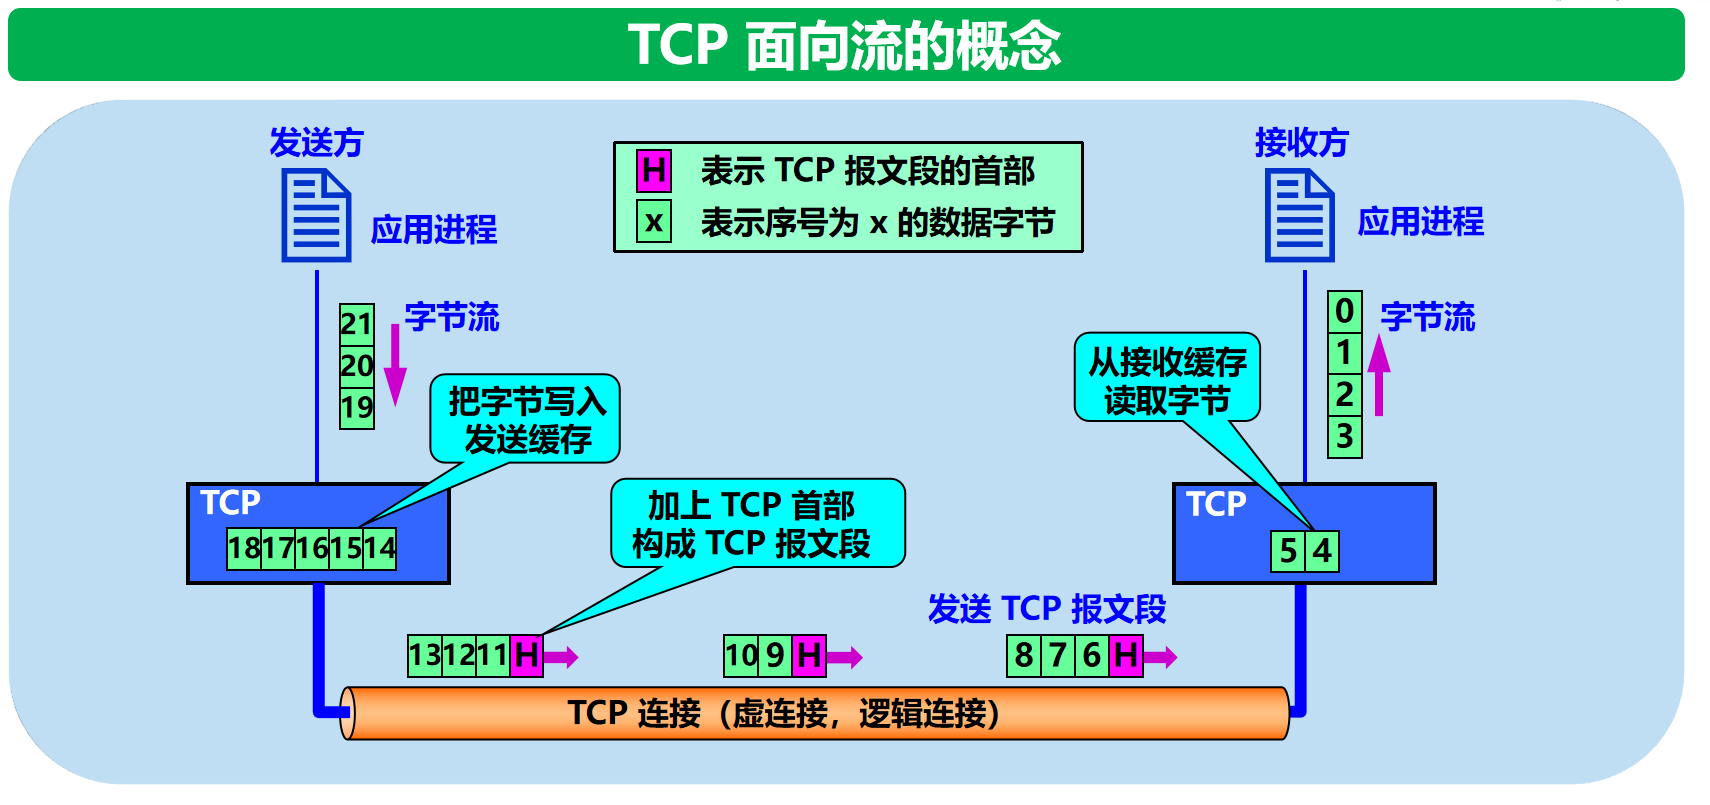 TCP 面向流的概念
发送方
接收方
H 表示 TCP 报文段的首部
x 表示序号为 x 的数据字节
应用进程
应用进程
21
20
19
字节流
0
1
2
3
字节流
把字节写入
发送缓存
从接收缓存
读取字节
TCP
18 17 16 15 14
加上 TCP 首部
构成 TCP 报文段
TCP
5 4
发送 TCP 报文段
13 12 11 H
10 9 H
8 7 6 H
TCP 连接（虚连接，逻辑连接）